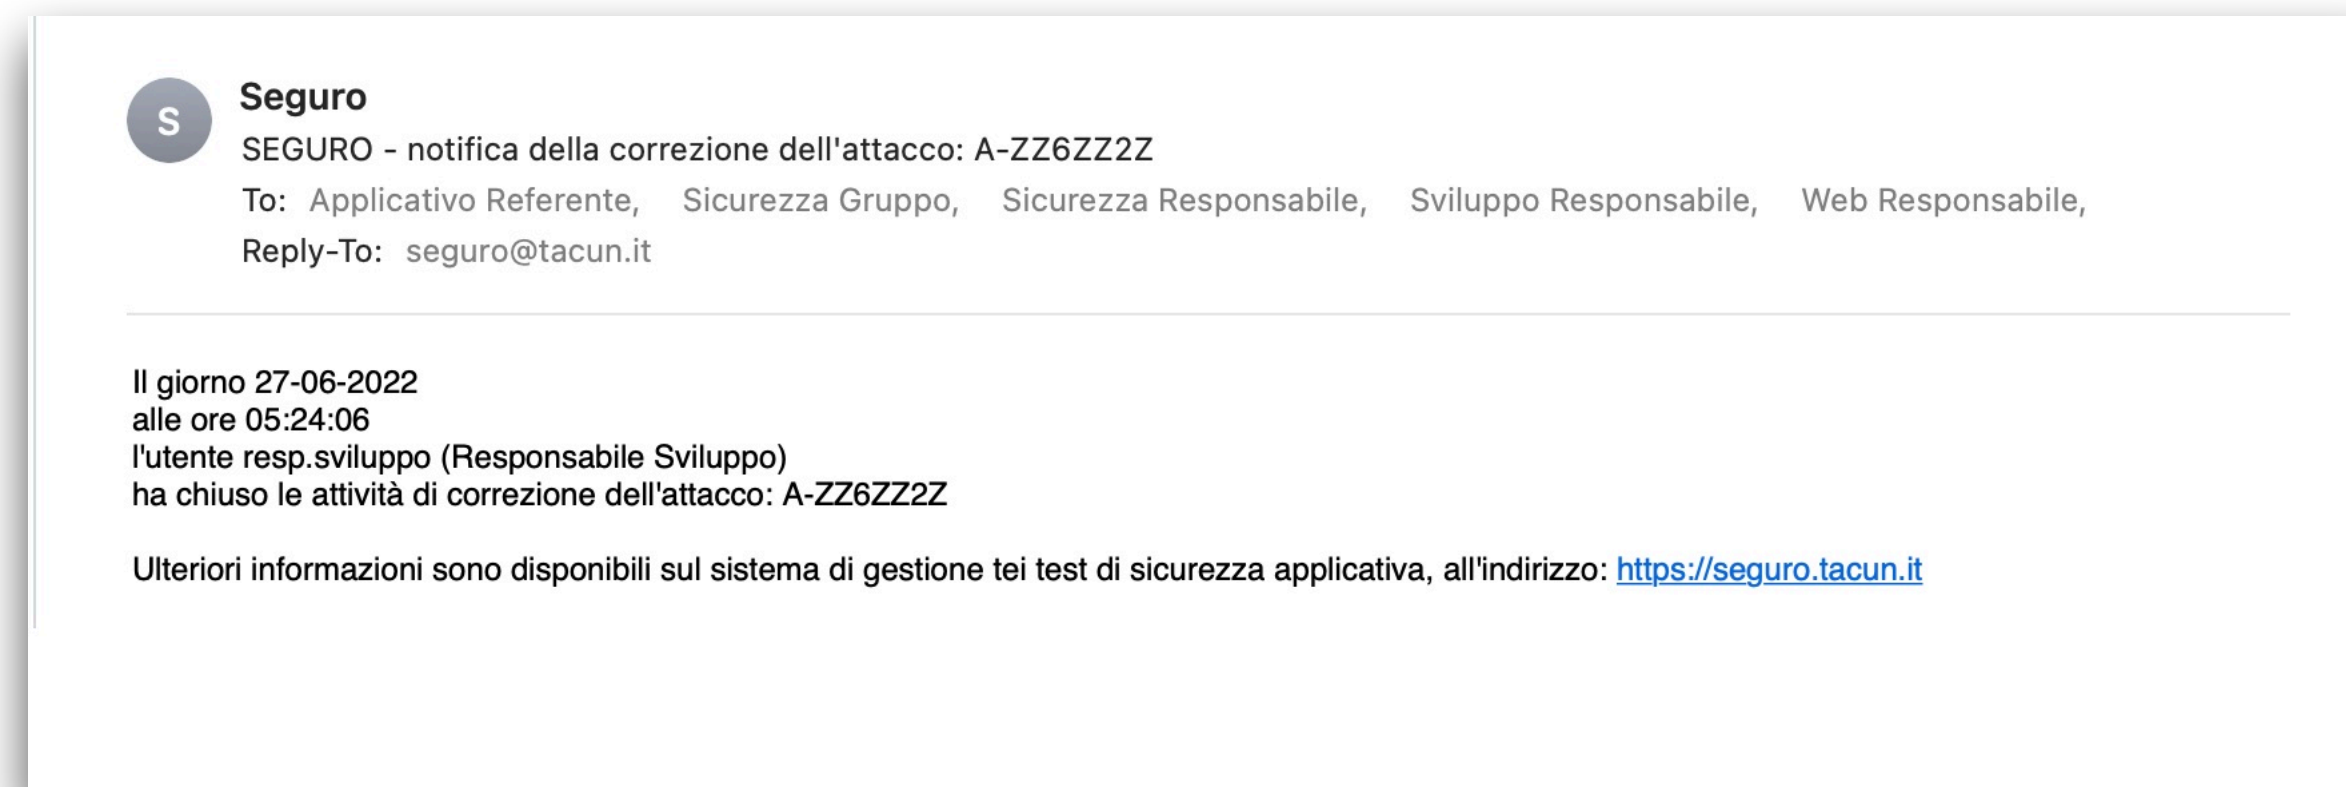 S
Seguro
SEGURO - notifica della correzione dell'attacco: A-ZZ6ZZ2Z
To: Applicativo Referente, Sicurezza Gruppo, Sicurezza Responsabile, Sviluppo Responsabile, Web Responsabile,
Reply-To: seguro@tacun.it
Il giorno 27-06-2022
alle ore 05:24:06
l'utente resp.sviluppo (Responsabile Sviluppo)
ha chiuso le attività di correzione dell'attacco: A-ZZ6ZZ2Z
Ulteriori informazioni sono disponibili sul sistema di gestione tei test di sicurezza applicativa, all'indirizzo: https://seguro.tacun.it